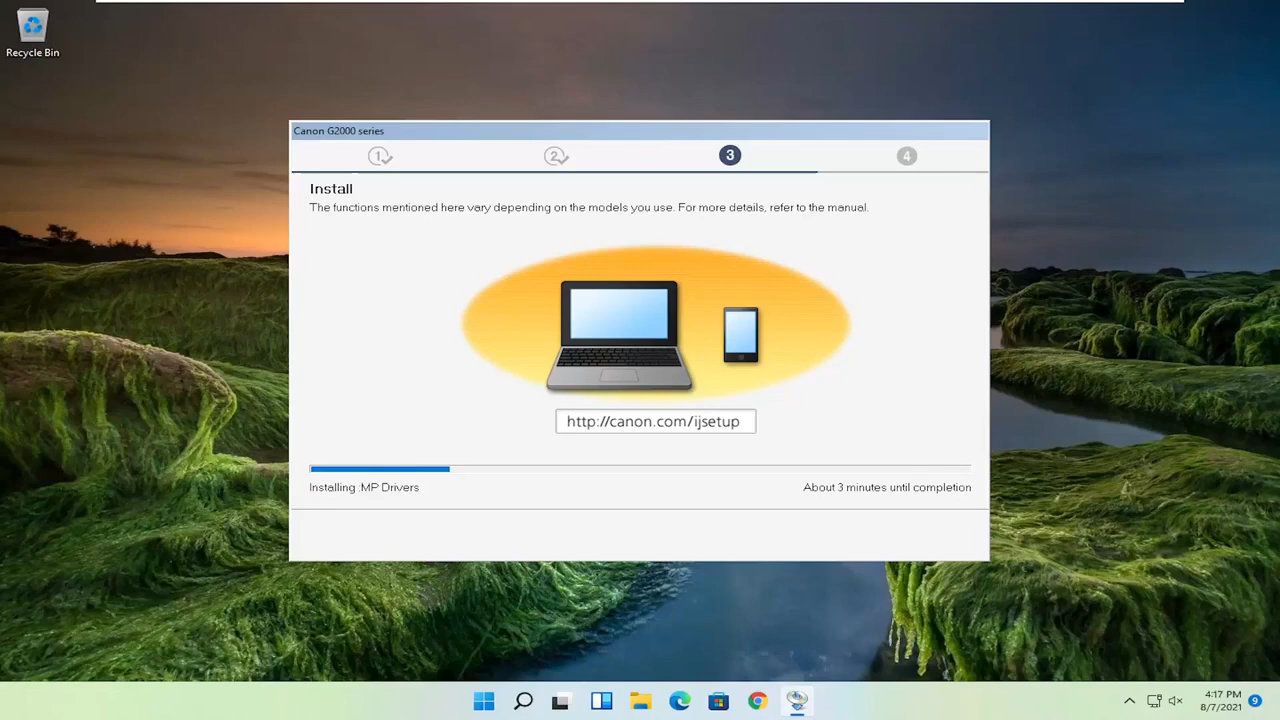 Recycle Bin
Canon G2000 series
1
2
3
4
Install
The functions mentioned here vary depending on the models you use. For more details, refer to the manual.
http://canon.com/ijsetup
Installing :MP Drivers
About 3 minutes until completion
4:17 PM
8/7/2021
9